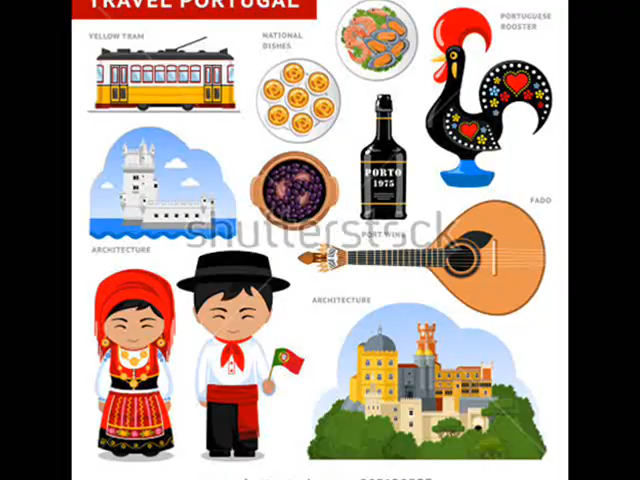 TRAVEL PORTUGAL
YELLOW TRAM
NATIONAL
DISHES
PORTUGUESE
ROOSTER
PORTO
1975
FADO
shutterstock
PORT WINE
ARCHITECTURE
ARCHITECTURE